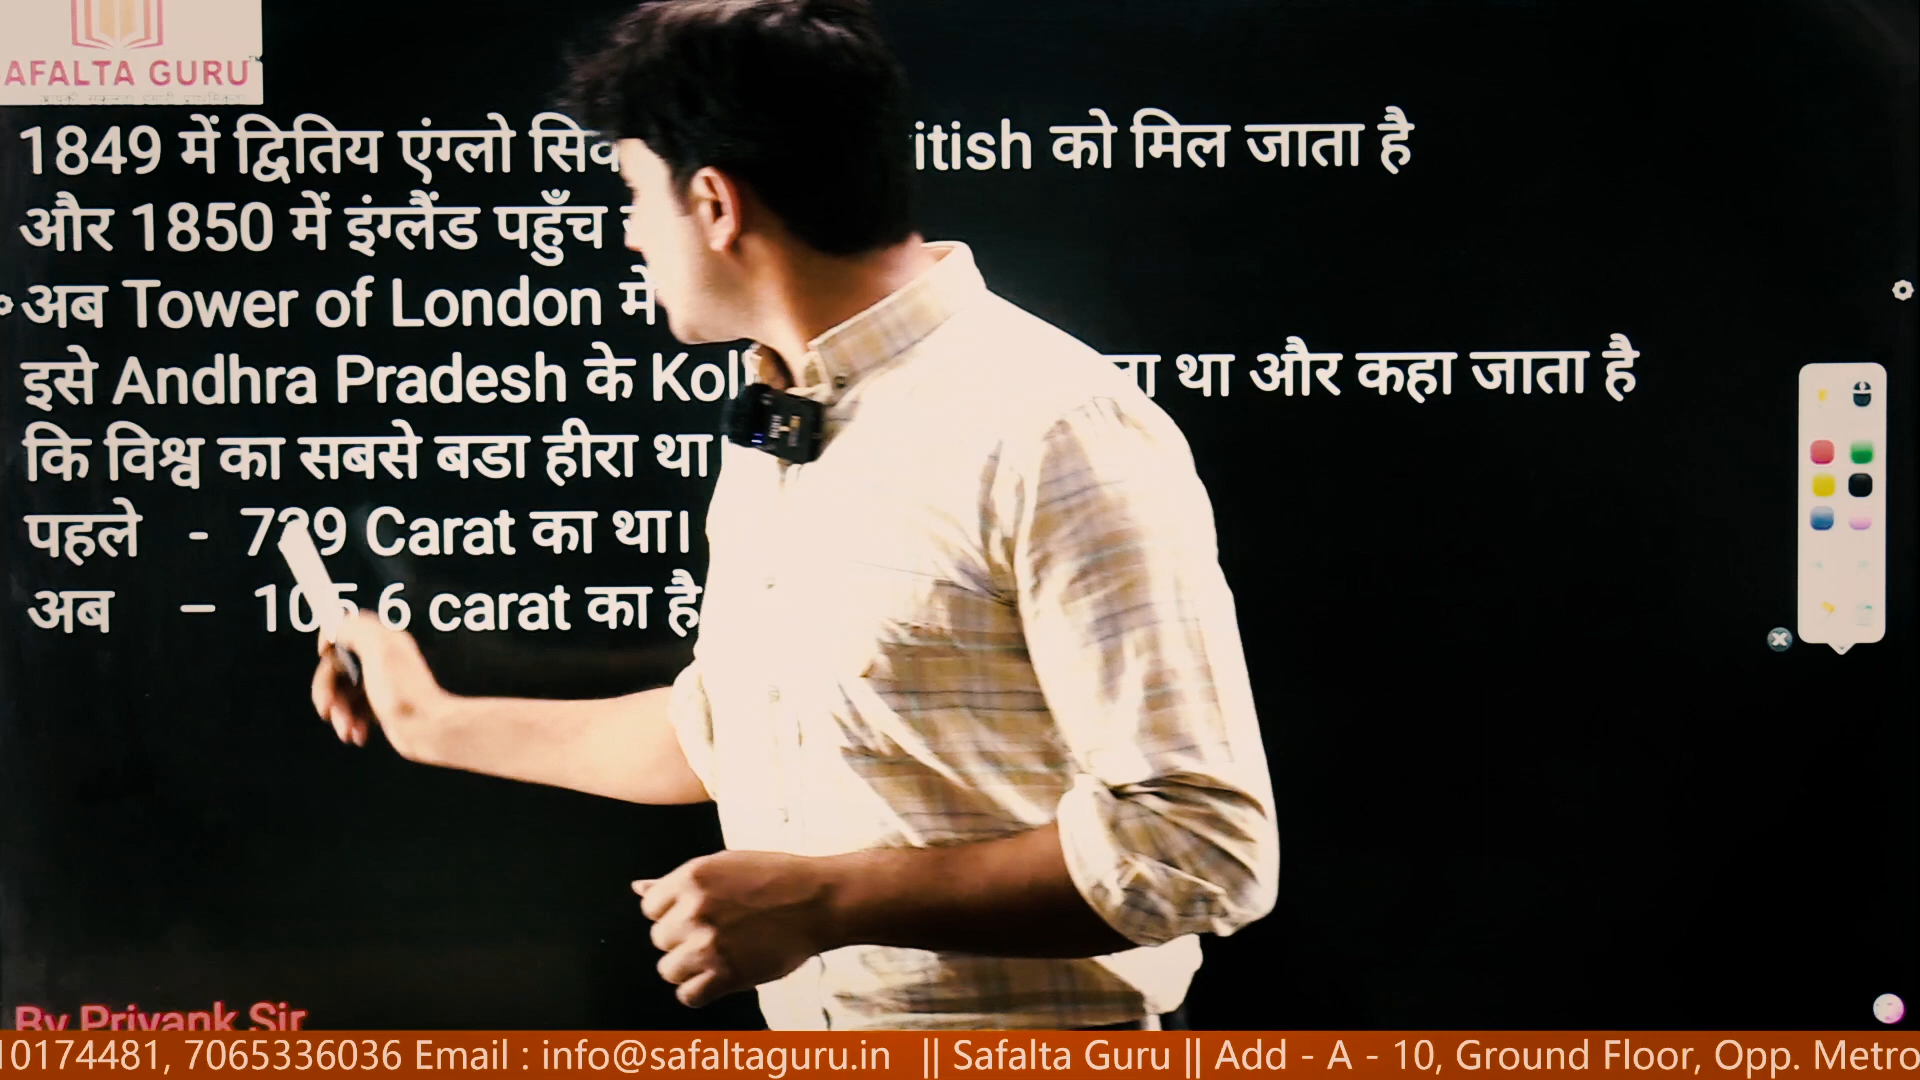 AFALTA GURU
1849 में द्वितिय एंग्लो itish को मिल जाता है
और 1850 में इंग्लैंड पहुँच
अब Tower of London में
इसे Andhra Pradesh के था और कहा जाता है
कि विश्व का सबसे बडा हीरा था
पहले - Carat का था।
अब – carat का है
By Priyank Sir
10174481, 7065336036 Email : info@safaltaguru.in || Safalta Guru || Add - A - 10, Ground Floor, Opp. Metro